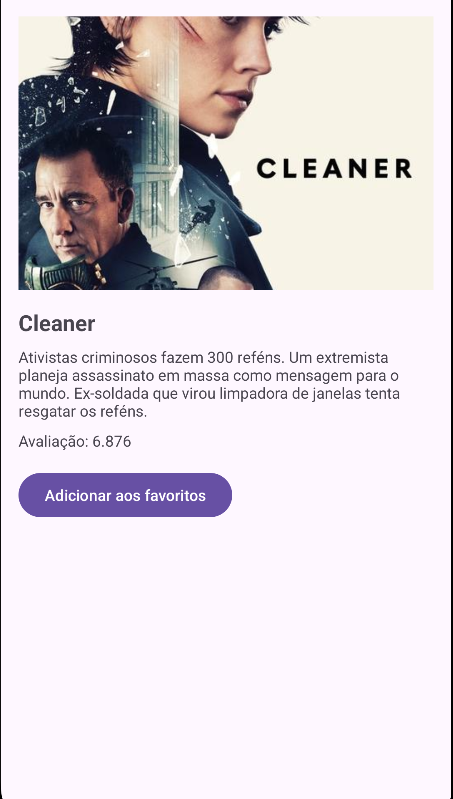 CLEANER
Cleaner
Ativistas criminosos fazem 300 reféns. Um extremista
planeja assassinato em massa como mensagem para o
mundo. Ex-soldada que virou limpadora de janelas tenta
resgatar os reféns.
Avaliação: 6.876
Adicionar aos favoritos